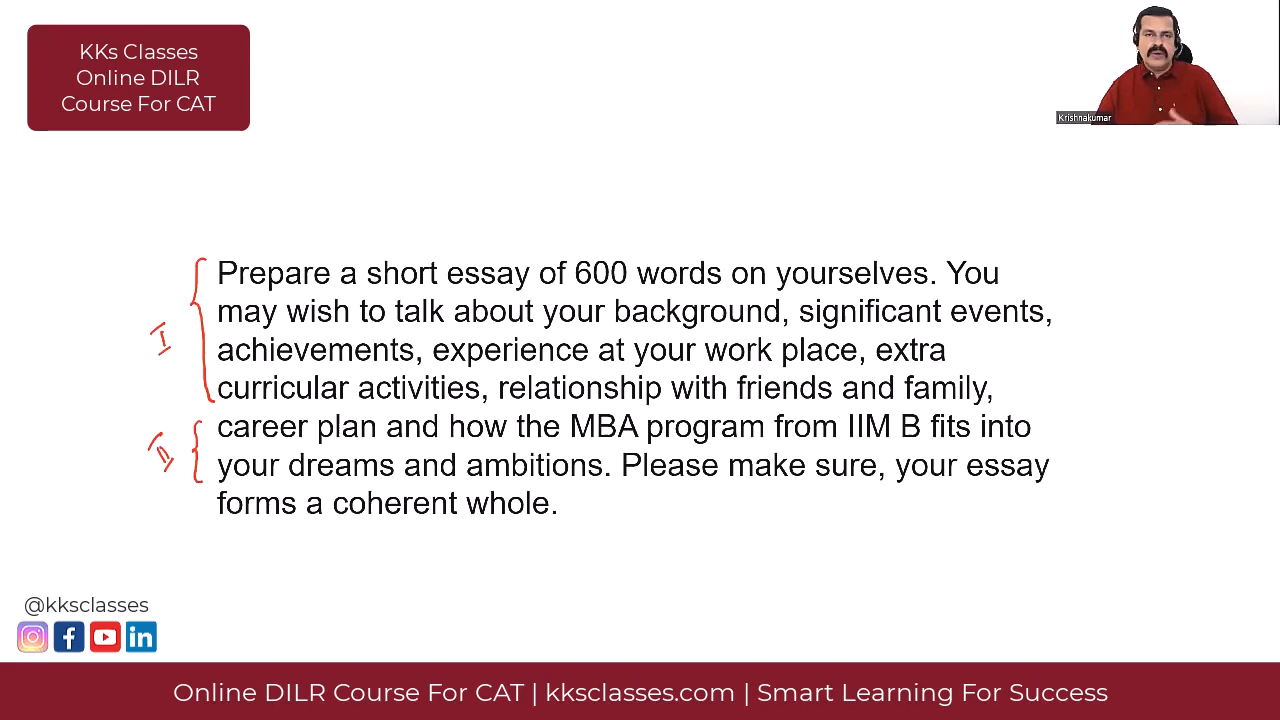 KKs Classes
Online DILR
Course For CAT
Krishnakumar
Prepare a short essay of 600 words on yourselves. You
may wish to talk about your background, significant events,
achievements, experience at your work place, extra
curricular activities, relationship with friends and family,
career plan and how the MBA program from IIM B fits into
your dreams and ambitions. Please make sure, your essay
forms a coherent whole.
I
II
@kksclasses
Online DILR Course For CAT | kksclasses.com | Smart Learning For Success